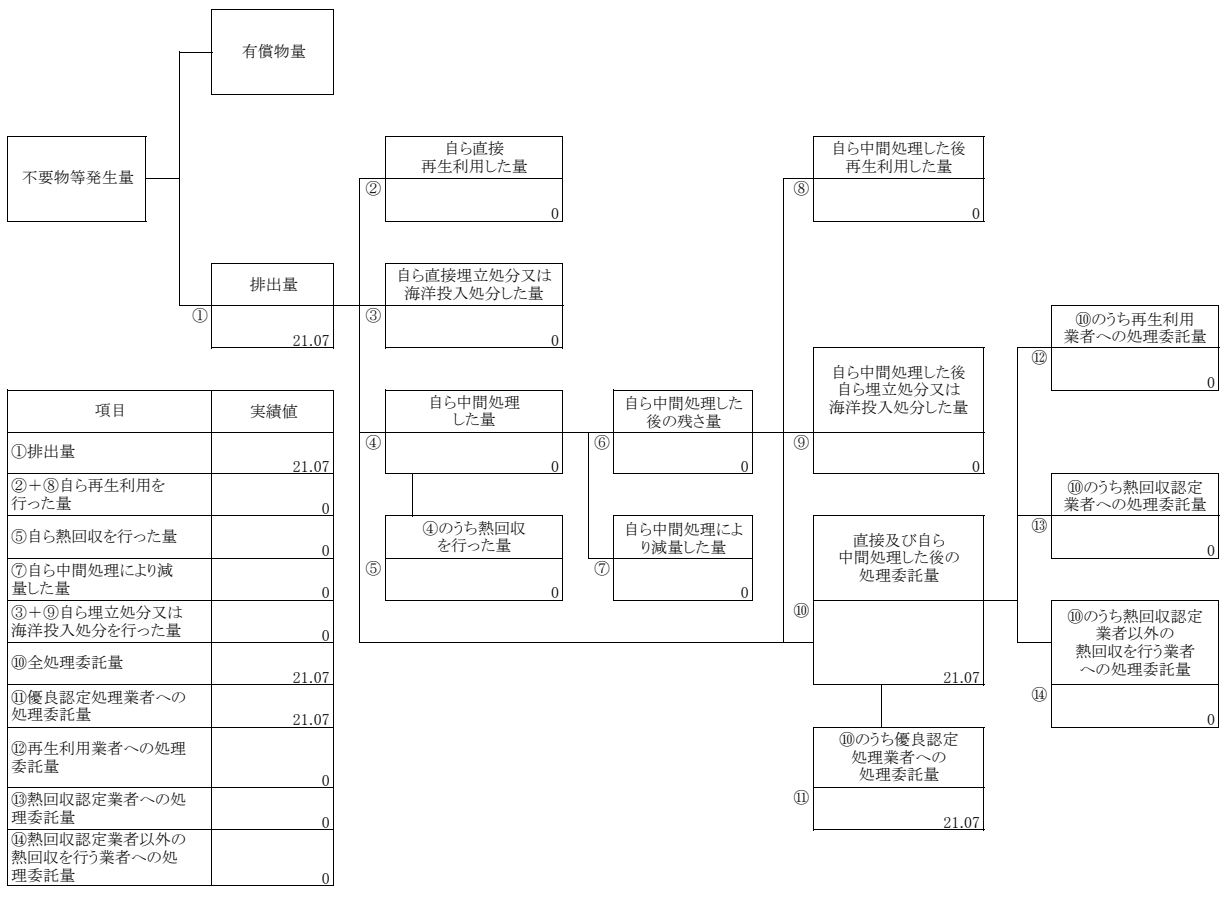 有償物量
不要物等発生量
排出量
①
21.07
自ら直接
再生利用した量
②
0
自ら直接埋立処分又は
海洋投入処分した量
③
0
自ら中間処理
した量
④
0
④のうち熱回収
を行った量
⑤
0
自ら中間処理した
後の残さ量
⑥
0
自ら中間処理によ
り減量した量
⑦
0
自ら中間処理した後
再生利用した量
⑧
0
自ら中間処理した後
自ら埋立処分又は
海洋投入処分した量
⑨
0
直接及び自ら
中間処理した後の
処理委託量
⑩
21.07
⑩のうち優良認定
処理業者への
処理委託量
⑪
21.07
⑩のうち再生利用
業者への処理委託量
⑫
0
⑩のうち熱回収認定
業者への処理委託量
⑬
0
⑩のうち熱回収認定
業者以外の
熱回収を行う業者
への処理委託量
⑭
0
項目 実績値
①排出量
21.07
②＋⑧自ら再生利用を
行った量
0
⑤自ら熱回収を行った量
0
⑦自ら中間処理により減
量した量
0
③＋⑨自ら埋立処分又は
海洋投入処分を行った量
0
⑩全処理委託量
21.07
⑪優良認定処理業者への
処理委託量
21.07
⑫再生利用業者への処理
委託量
0
⑬熱回収認定業者への処
理委託量
0
⑭熱回収認定業者以外の
熱回収を行う業者への処
理委託量
0